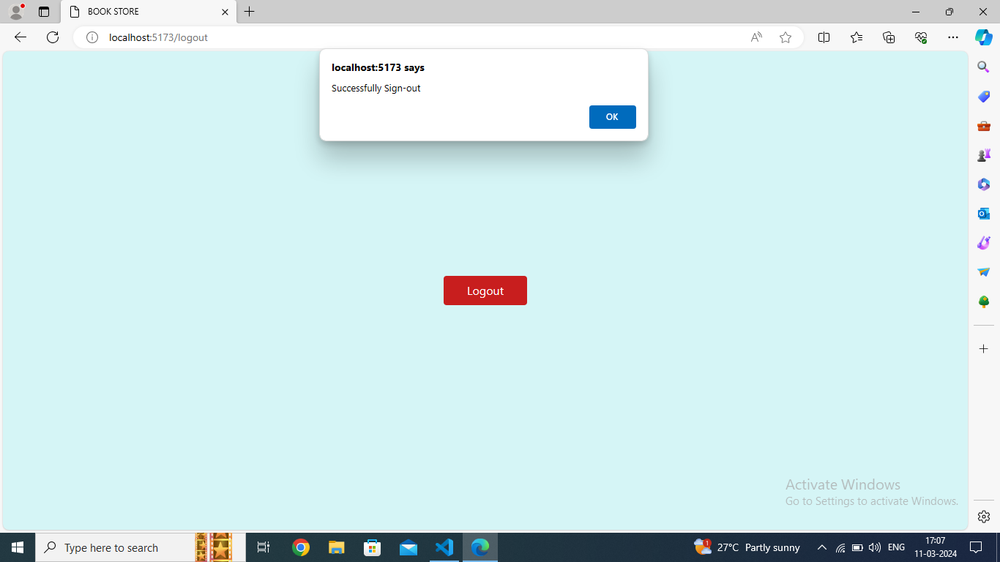 BOOK STORE
localhost:5173/logout
localhost:5173 says
Successfully Sign-out
OK
Logout
Activate Windows
Go to Settings to activate Windows.
Type here to search
1
27°C Partly sunny
ENG
17:07
11-03-2024